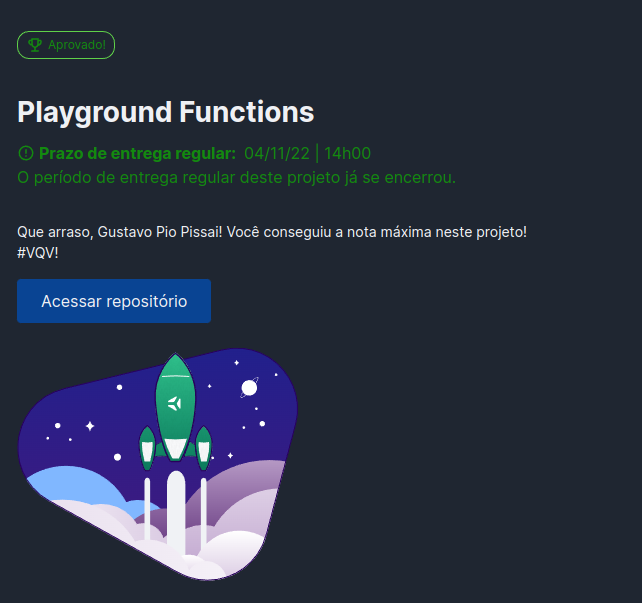 Aprovado!
Playground Functions
Prazo de entrega regular: 04/11/22 | 14h00
O período de entrega regular deste projeto já se encerrou.
Que arraso, Gustavo Pio Pissai! Você conseguiu a nota máxima neste projeto!
#VQV!
Acessar repositório